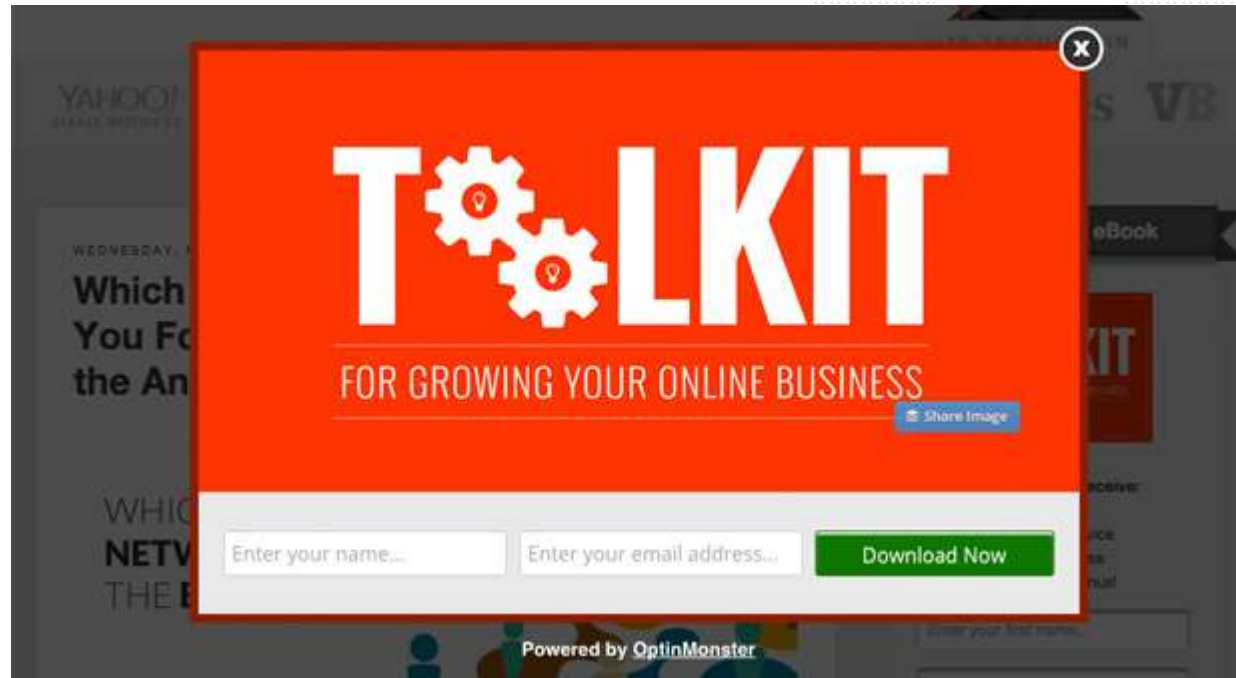 X
YAHOO!
S VB
WEDNESDAY,
eBook
Which
You Fo
the An
TOOLKIT
FOR GROWING YOUR ONLINE BUSINESS
Share Image
KIT
WHIC
NETW
THE E
Enter your name...
Enter your email address...
Download Now
Enter your first name...
Powered by OptinMonster